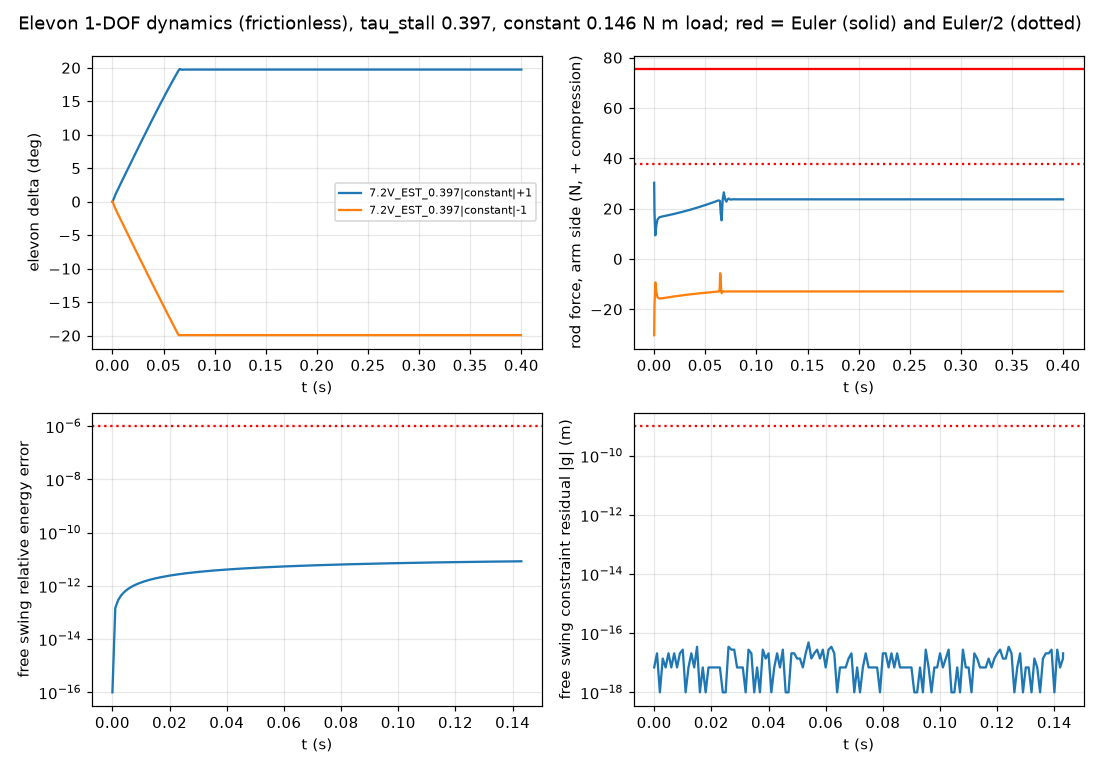 Elevon 1-DOF dynamics (frictionless), tau_stall 0.397, constant 0.146 N m load; red = Euler (solid) and Euler/2 (dotted)
elevon delta (deg)
20
15
10
5
0
−5
−10
−15
−20
7.2V_EST_0.397|constant|+1
7.2V_EST_0.397|constant|-1
0.00 0.05 0.10 0.15 0.20 0.25 0.30 0.35 0.40
t (s)
rod force, arm side (N, + compression)
80
60
40
20
0
−20
0.00 0.05 0.10 0.15 0.20 0.25 0.30 0.35 0.40
t (s)
free swing relative energy error
10⁻⁶
10⁻⁸
10⁻¹⁰
10⁻¹²
10⁻¹⁴
10⁻¹⁶
0.00 0.02 0.04 0.06 0.08 0.10 0.12 0.14
t (s)
free swing constraint residual |g| (m)
10⁻¹⁰
10⁻¹²
10⁻¹⁴
10⁻¹⁶
10⁻¹⁸
0.00 0.02 0.04 0.06 0.08 0.10 0.12 0.14
t (s)